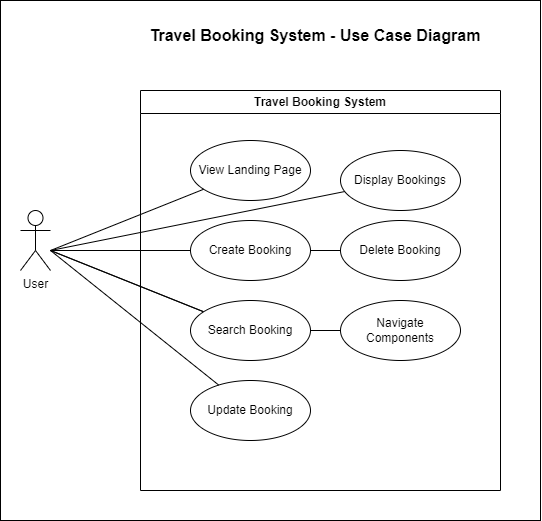 Travel Booking System - Use Case Diagram
Travel Booking System
View Landing Page
Display Bookings
Create Booking
Delete Booking
User
Search Booking
Navigate
Components
Update Booking